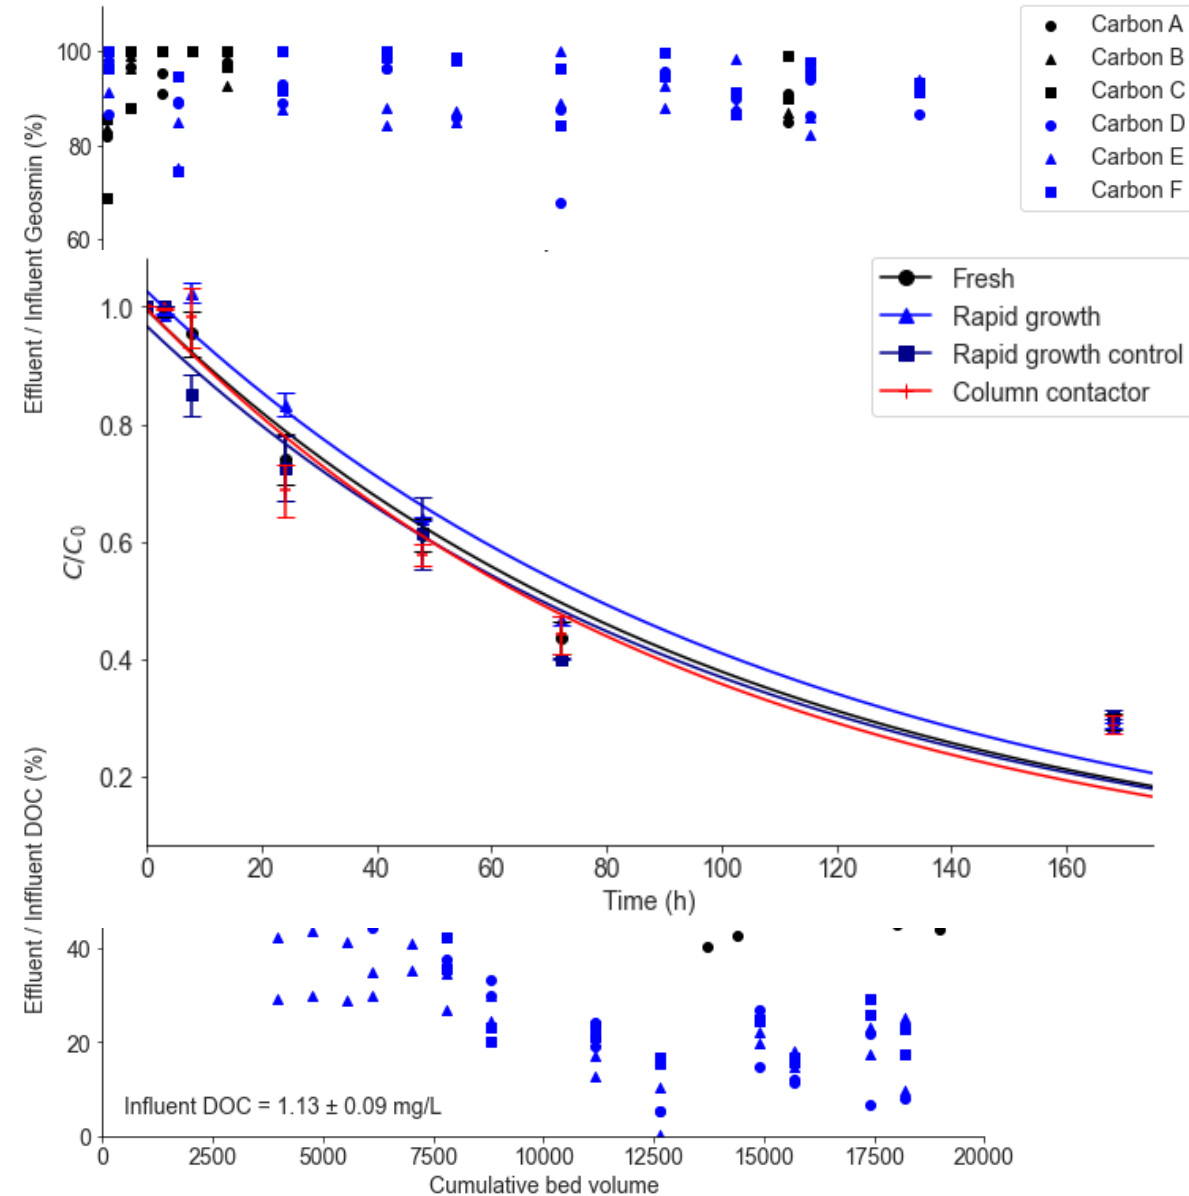 Carbon A
Carbon B
Carbon C
Carbon D
Carbon E
Carbon F
100
80
60
Effluent / Influent Geosmin (%)
Fresh
Rapid growth
Rapid growth control
Column contactor
1.0
0.8
0.6
0.4
0.2
C/C0
0 20 40 60 80 100 120 140 160
Time (h)
Effluent / Inffluent DOC (%)
40
20
0
Influent DOC = 1.13 ± 0.09 mg/L
0 2500 5000 7500 10000 12500 15000 17500 20000
Cumulative bed volume